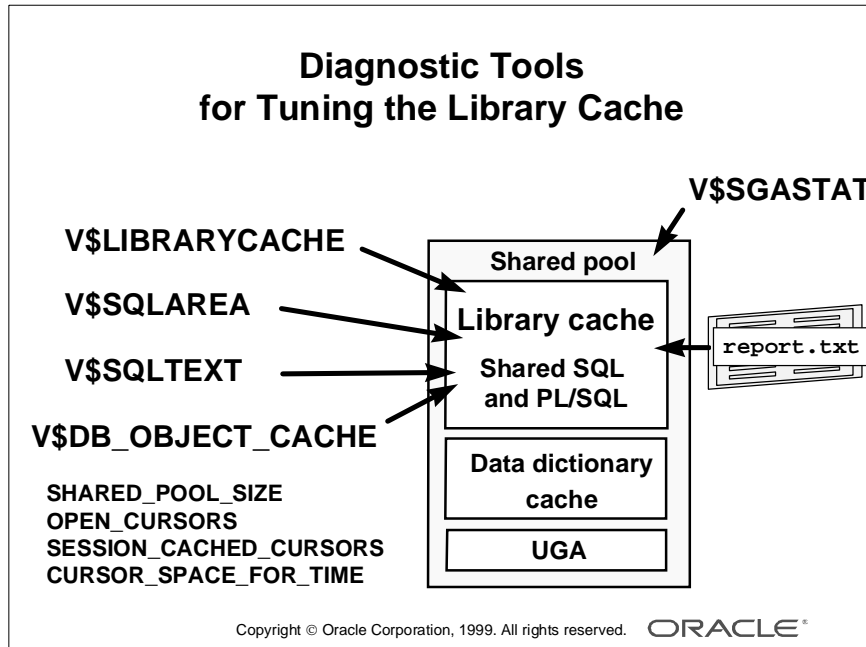 Diagnostic Tools
for Tuning the Library Cache
V$SGASTAT
V$LIBRARYCACHE
V$SQLAREA
V$SQLTEXT
V$DB_OBJECT_CACHE
Shared pool
Library cache
Shared SQL
and PL/SQL
report.txt
Data dictionary
cache
UGA
SHARED_POOL_SIZE
OPEN_CURSORS
SESSION_CACHED_CURSORS
CURSOR_SPACE_FOR_TIME
Copyright © Oracle Corporation, 1999. All rights reserved. ORACLE®